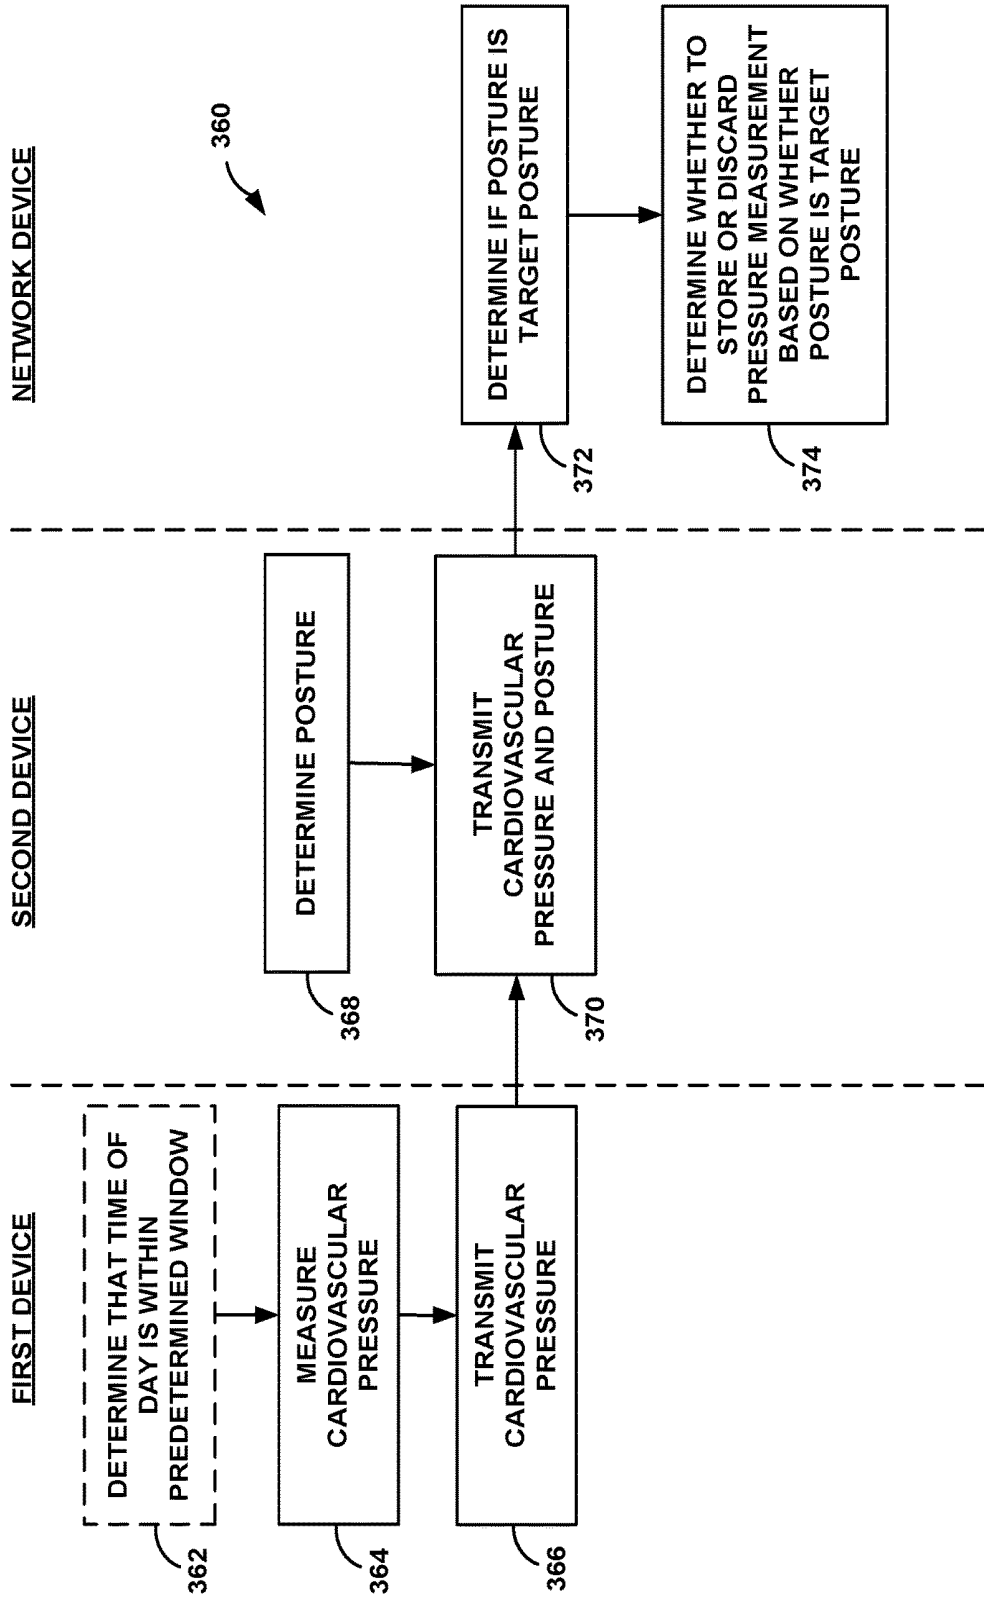 FIRST DEVICE
SECOND DEVICE
NETWORK DEVICE
360
DETERMINE THAT TIME OF
DAY IS WITHIN
PREDETERMINED WINDOW
362
MEASURE
CARDIOVASCULAR
PRESSURE
364
TRANSMIT
CARDIOVASCULAR
PRESSURE
366
DETERMINE POSTURE
368
TRANSMIT
CARDIOVASCULAR
PRESSURE AND POSTURE
370
DETERMINE IF POSTURE IS
TARGET POSTURE
372
DETERMINE WHETHER TO
STORE OR DISCARD
PRESSURE MEASUREMENT
BASED ON WHETHER
POSTURE IS TARGET
POSTURE
374